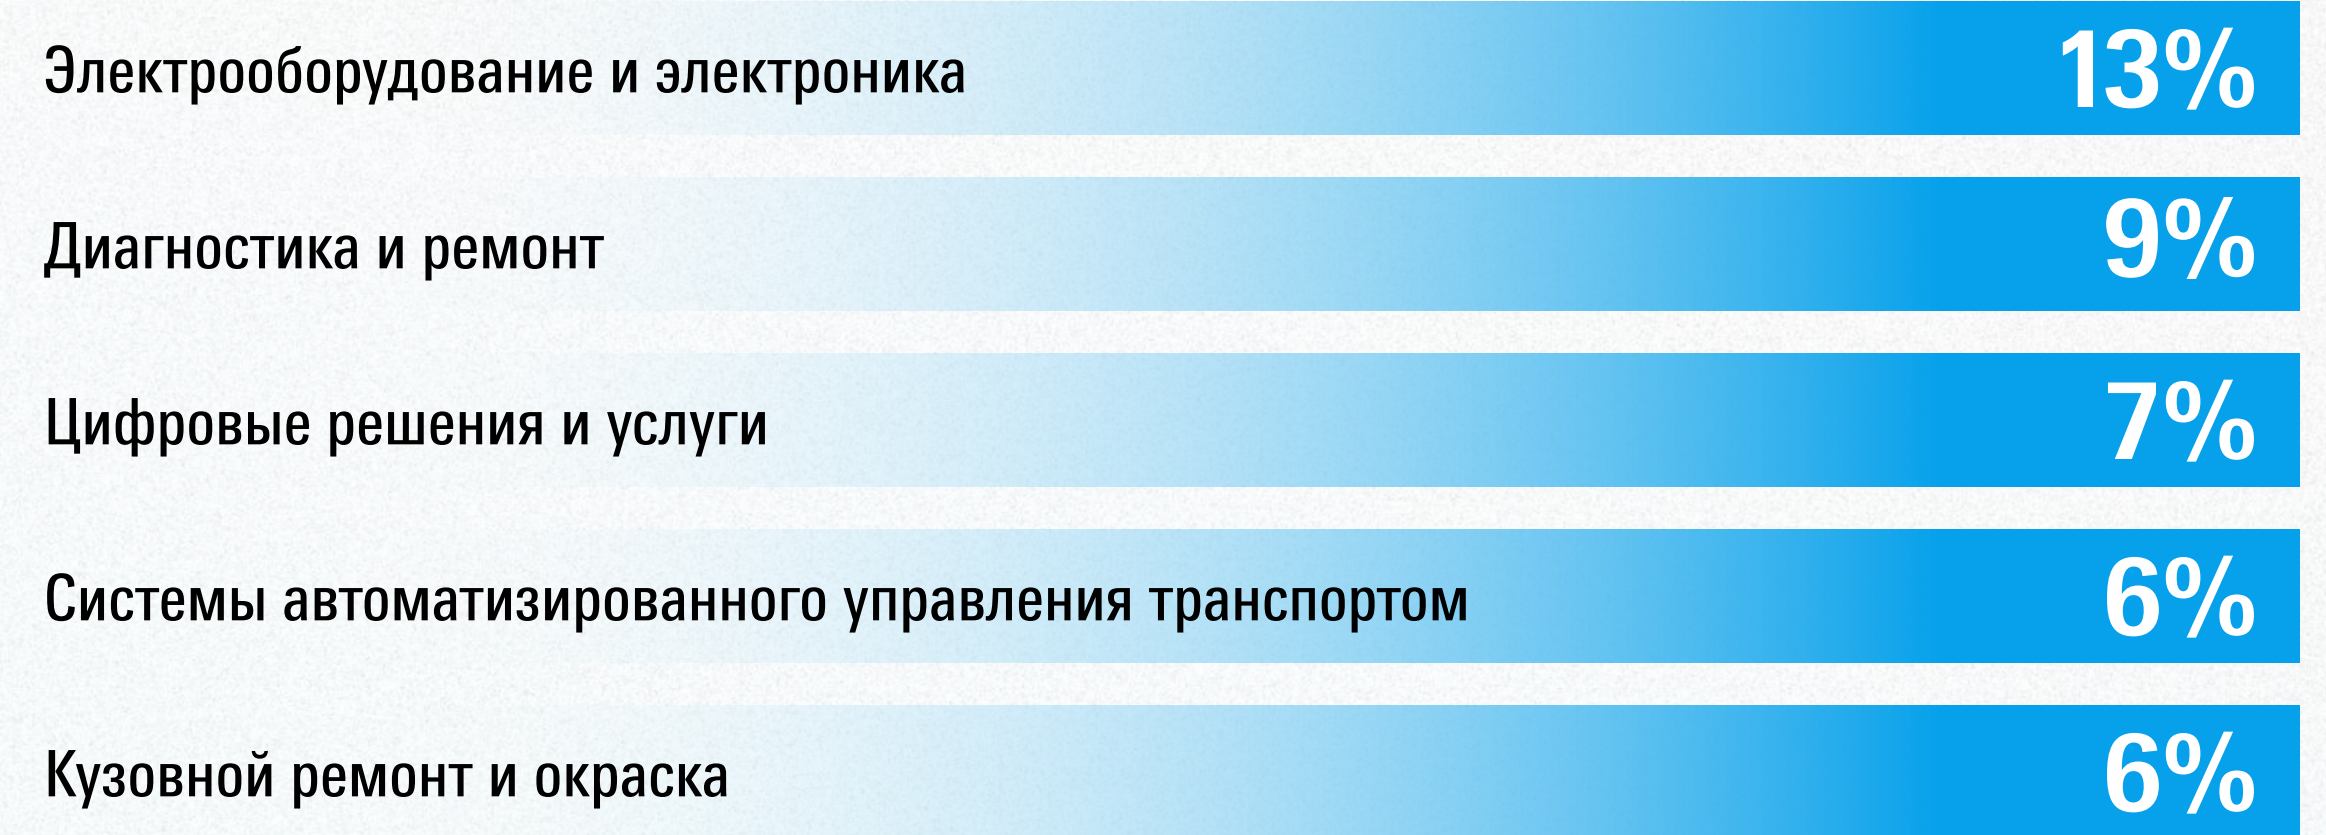 Электрооборудование и электроника 13%
Диагностика и ремонт 9%
Цифровые решения и услуги 7%
Системы автоматизированного управления транспортом 6%
Кузовной ремонт и окраска 6%